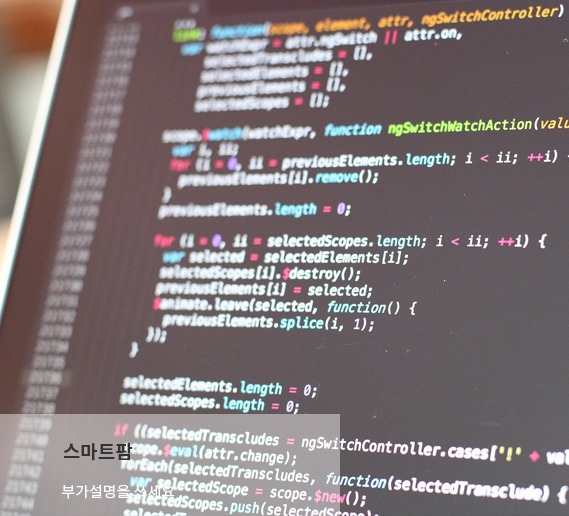 link: function(scope, element, attr, ngSwitchController)
var watchExpr = attr.ngSwitch || attr.on,
selectedTranscludes = [],
selectedElements = [],
previousElements = [],
selectedScopes = [];
scope.$watch(watchExpr, function ngSwitchWatchAction(valu
var i, ii;
for (i = 0, ii = previousElements.length; i < ii; ++i)
previousElements[i].remove();
}
previousElements.length = 0;
for (i = 0, ii = selectedScopes.length; i < ii; ++i) {
var selected = selectedElements[i];
selectedScopes[i].$destroy();
previousElements[i] = selected;
$animate.leave(selected, function() {
previousElements.splice(i, 1);
});
}
selectedElements.length = 0;
selectedScopes.length = 0;
if ((selectedTranscludes = ngSwitchController.cases["!" + val
스마트팜
scope.$eval(attr.change);
forEach(selectedTranscludes, function(selectedTransclude) {
var selectedScope = scope.$new();
부가설명을 쓰세요
selectedScopes.push(selectedScope);